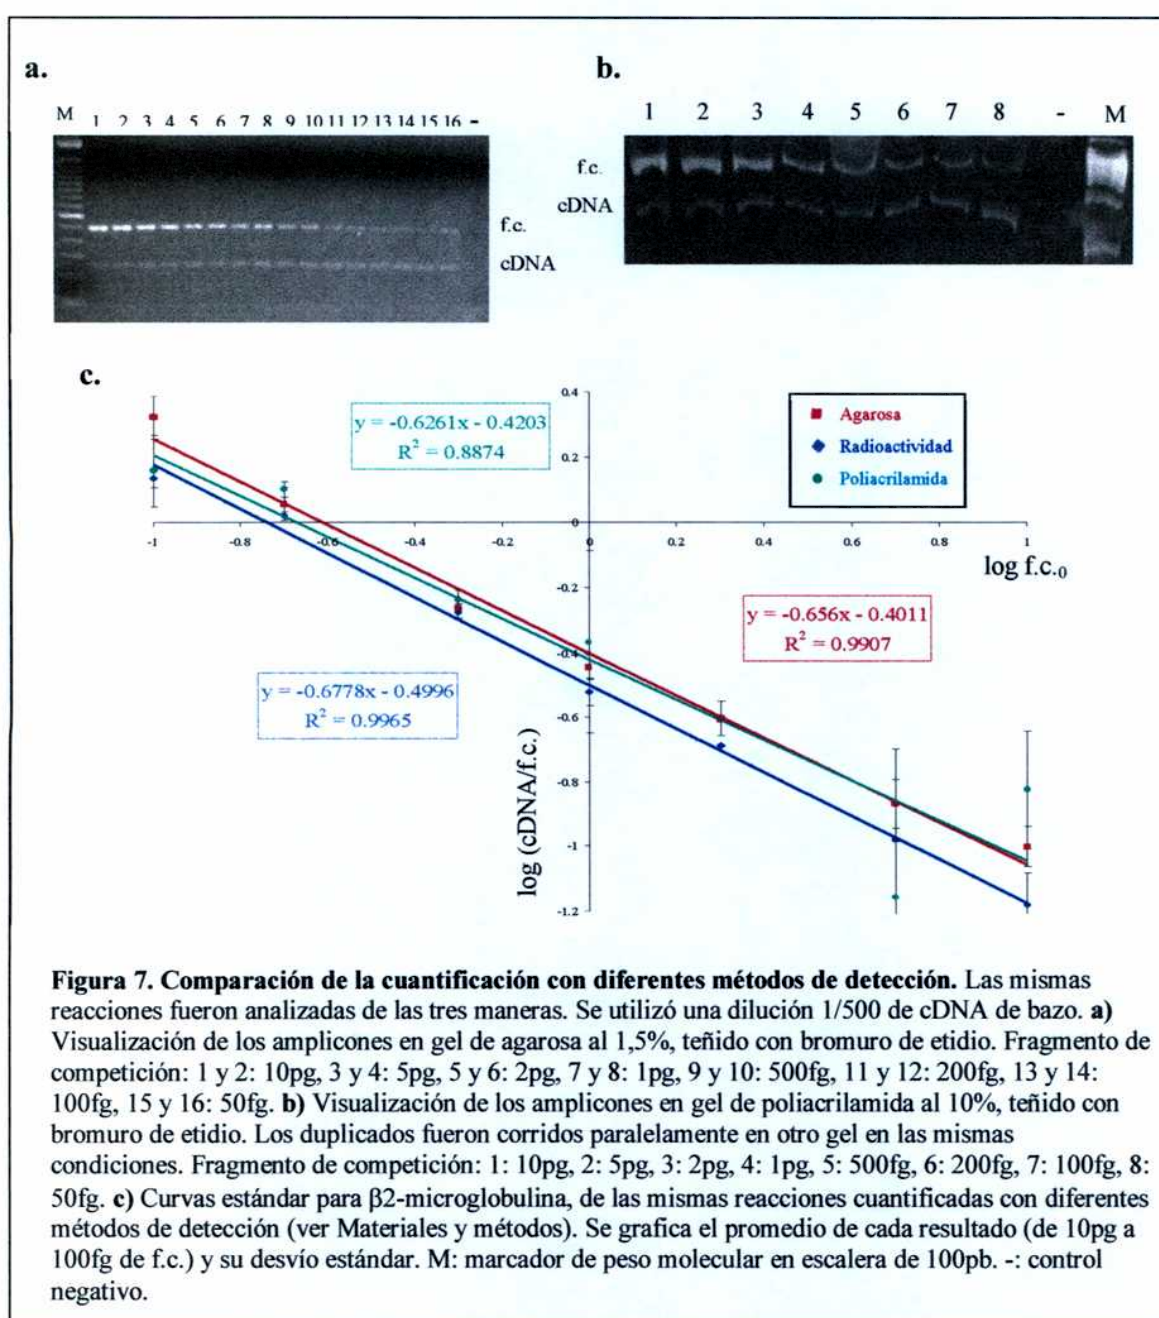 a.
M 1 2 3 4 5 6 7 8 9 10 11 12 13 14 15 16 -
f.c.
cDNA
b.
1 2 3 4 5 6 7 8 - M
f.c.
cDNA
c.
0.4
0.2
0
-0.2
-0.4
-0.6
-0.8
-1
-1.2
-1 -0.8 -0.6 -0.4 -0.2 0 0.2 0.4 0.6 0.8 1
log f.c.₀
log (cDNA/f.c.)
y = -0.6261x - 0.4203
R² = 0.8874
Agarosa
Radioactividad
Poliacrilamida
y = -0.656x - 0.4011
R² = 0.9907
y = -0.6778x - 0.4996
R² = 0.9965
Figura 7. Comparación de la cuantificación con diferentes métodos de detección. Las mismas
reacciones fueron analizadas de las tres maneras. Se utilizó una dilución 1/500 de cDNA de bazo. a)
Visualización de los amplicones en gel de agarosa al 1,5%, teñido con bromuro de etidio. Fragmento de
competición: 1 y 2: 10pg, 3 y 4: 5pg, 5 y 6: 2pg, 7 y 8: 1pg, 9 y 10: 500fg, 11 y 12: 200fg, 13 y 14:
100fg, 15 y 16: 50fg. b) Visualización de los amplicones en gel de poliacrilamida al 10%, teñido con
bromuro de etidio. Los duplicados fueron corridos paralelamente en otro gel en las mismas
condiciones. Fragmento de competición: 1: 10pg, 2: 5pg, 3: 2pg, 4: 1pg, 5: 500fg, 6: 200fg, 7: 100fg, 8:
50fg. c) Curvas estándar para β2-microglobulina, de las mismas reacciones cuantificadas con diferentes
métodos de detección (ver Materiales y métodos). Se grafica el promedio de cada resultado (de 10pg a
100fg de f.c.) y su desvío estándar. M: marcador de peso molecular en escalera de 100pb. -: control
negativo.